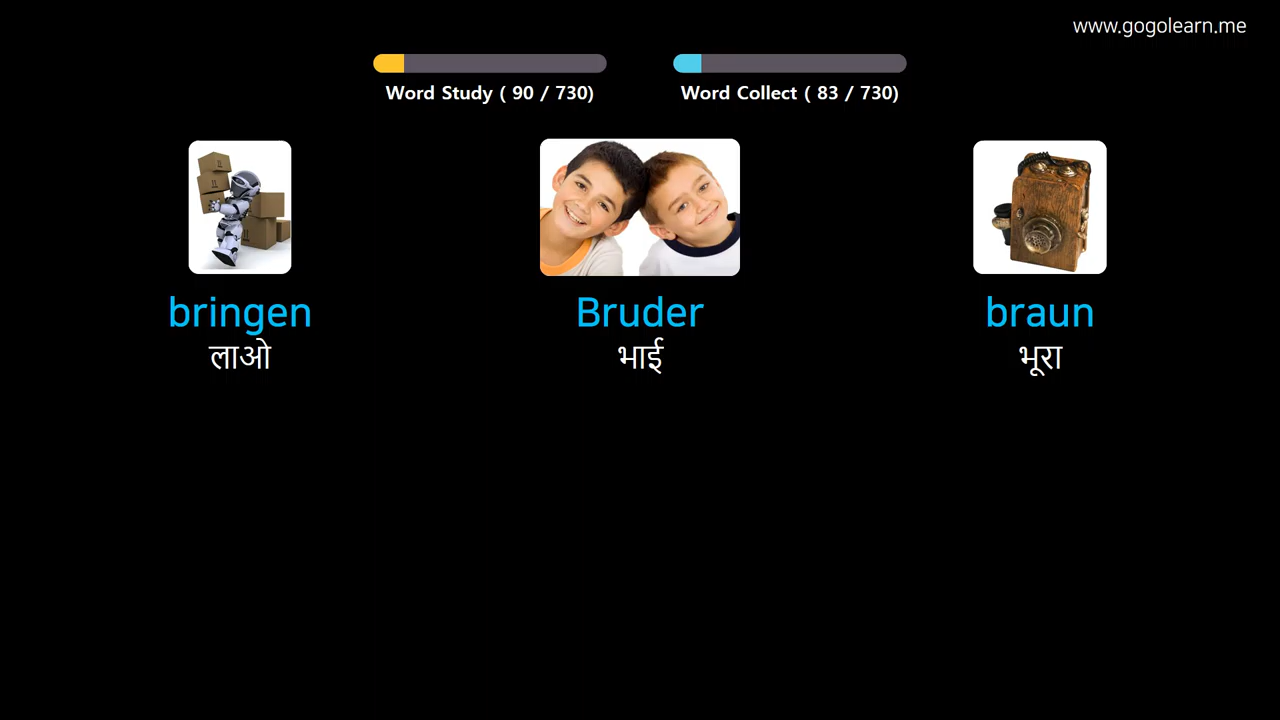 www.gogolearn.me
Word Study ( 90 / 730)
Word Collect ( 83 / 730)
bringen
Bruder
braun
लाओ
भाई
भूरा